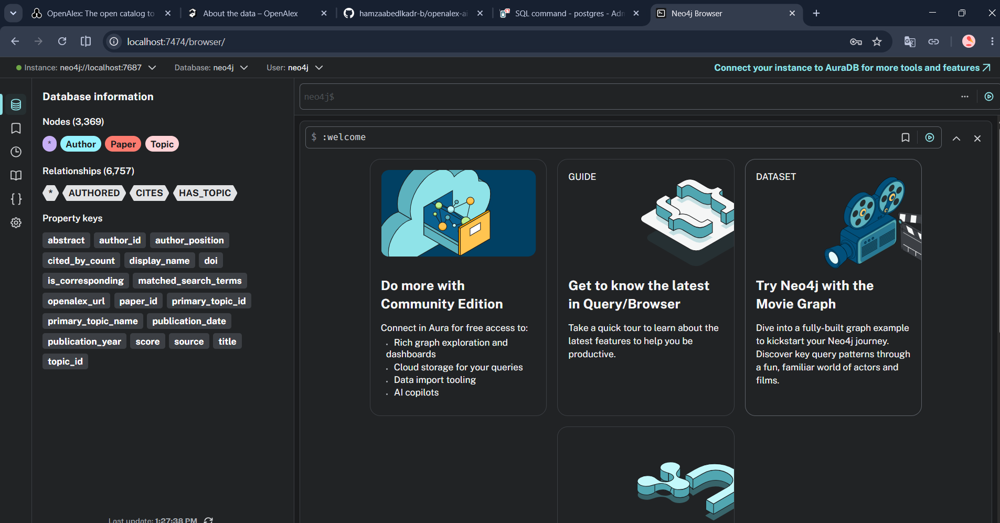 OpenAlex: The open catalog to
About the data – OpenAlex
hamzaabedlkadr-b/openalex-ai
SQL command - postgres - Adn
Neo4j Browser
localhost:7474/browser/
Instance: neo4j://localhost:7687
Database: neo4j
User: neo4j
Connect your instance to AuraDB for more tools and features
Database information
Nodes (3,369)
* Author Paper Topic
Relationships (6,757)
* AUTHORED CITES HAS_TOPIC
Property keys
abstract author_id author_position
cited_by_count display_name doi
is_corresponding matched_search_terms
openalex_url paper_id primary_topic_id
primary_topic_name publication_date
publication_year score source title
topic_id
Last update: 1:27:38 PM
neo4j$
$ :welcome
Do more with
Community Edition
Connect in Aura for free access to:
. Rich graph exploration and
dashboards
. Cloud storage for your queries
. Data import tooling
. AI copilots
GUIDE
Get to know the latest
in Query/Browser
Take a quick tour to learn about the
latest features to help you be
productive.
DATASET
Try Neo4j with the
Movie Graph
Dive into a fully-built graph example
to kickstart your Neo4j journey.
Discover key query patterns through
a fun, familiar world of actors and
films.